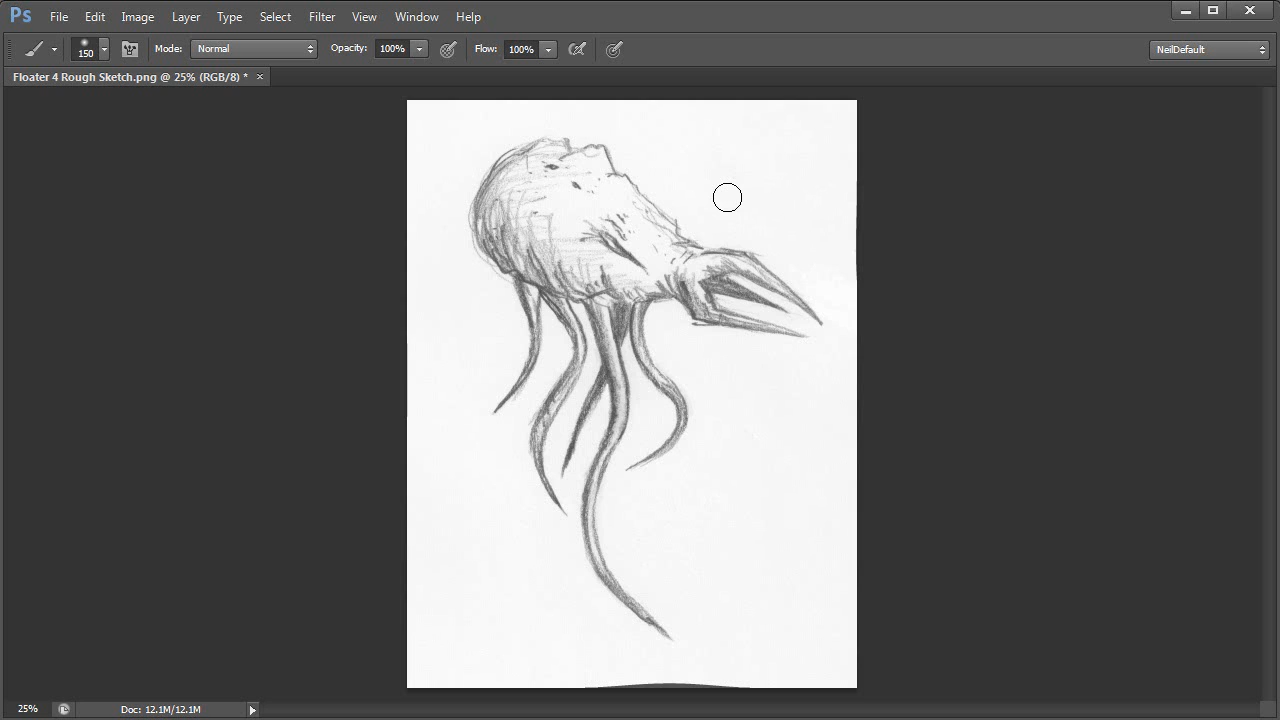 Ps File Edit Image Layer Type Select Filter View Window Help
150 Mode: Normal Opacity: 100% Flow: 100% NeilDefault
Floater 4 Rough Sketch.png @ 25% (RGB/8) * ×
25% Doc: 12.1M/12.1M